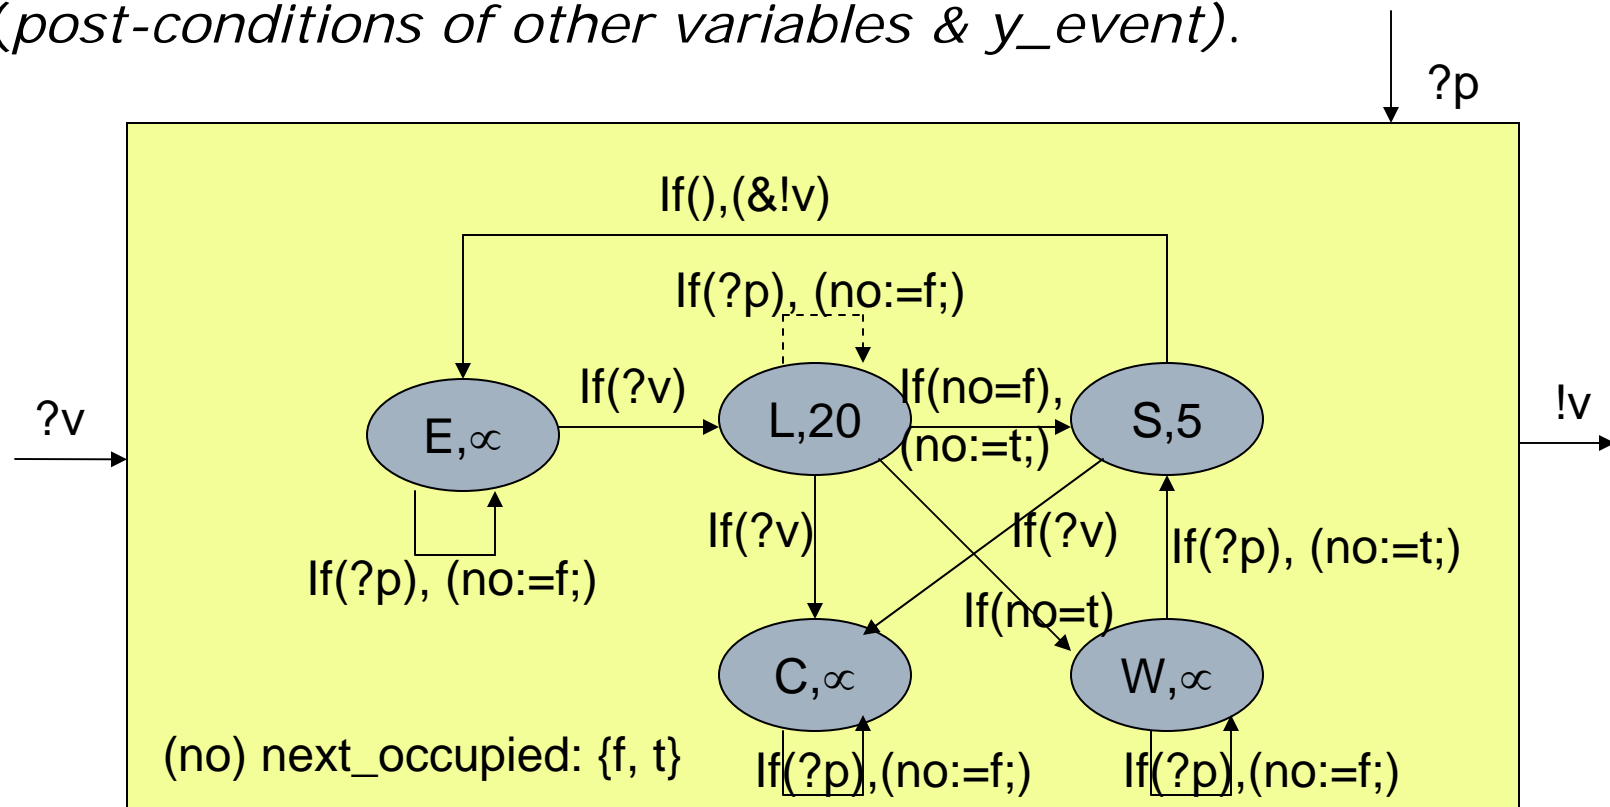 (post-conditions of other variables & y_event).
?p
If(),(&!v)
If(?p), (no:=f;)
If(?v)
If(no=f),
(no:=t;)
?v
E,∝
L,20
S,5
!v
If(?v)
If(?v)
If(?p), (no:=t;)
If(?p), (no:=f;)
If(no=t)
C,∝
W,∝
(no) next_occupied: {f, t}
If(?p),(no:=f;)
If(?p),(no:=f;)